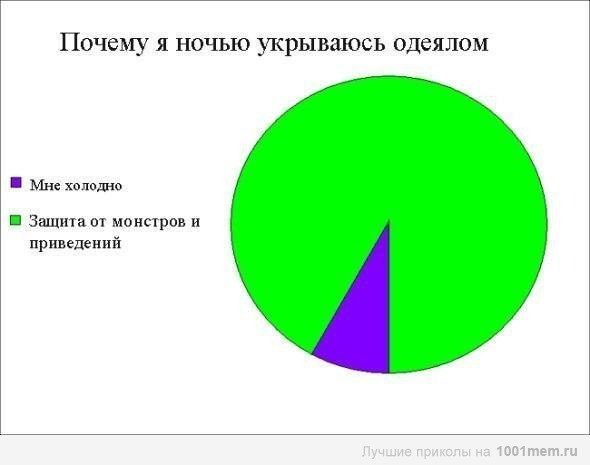 Почему я ночью укрываюсь одеялом
Мне холодно
Защита от монстров и
приведений
Лучшие приколы на 1001mem.ru